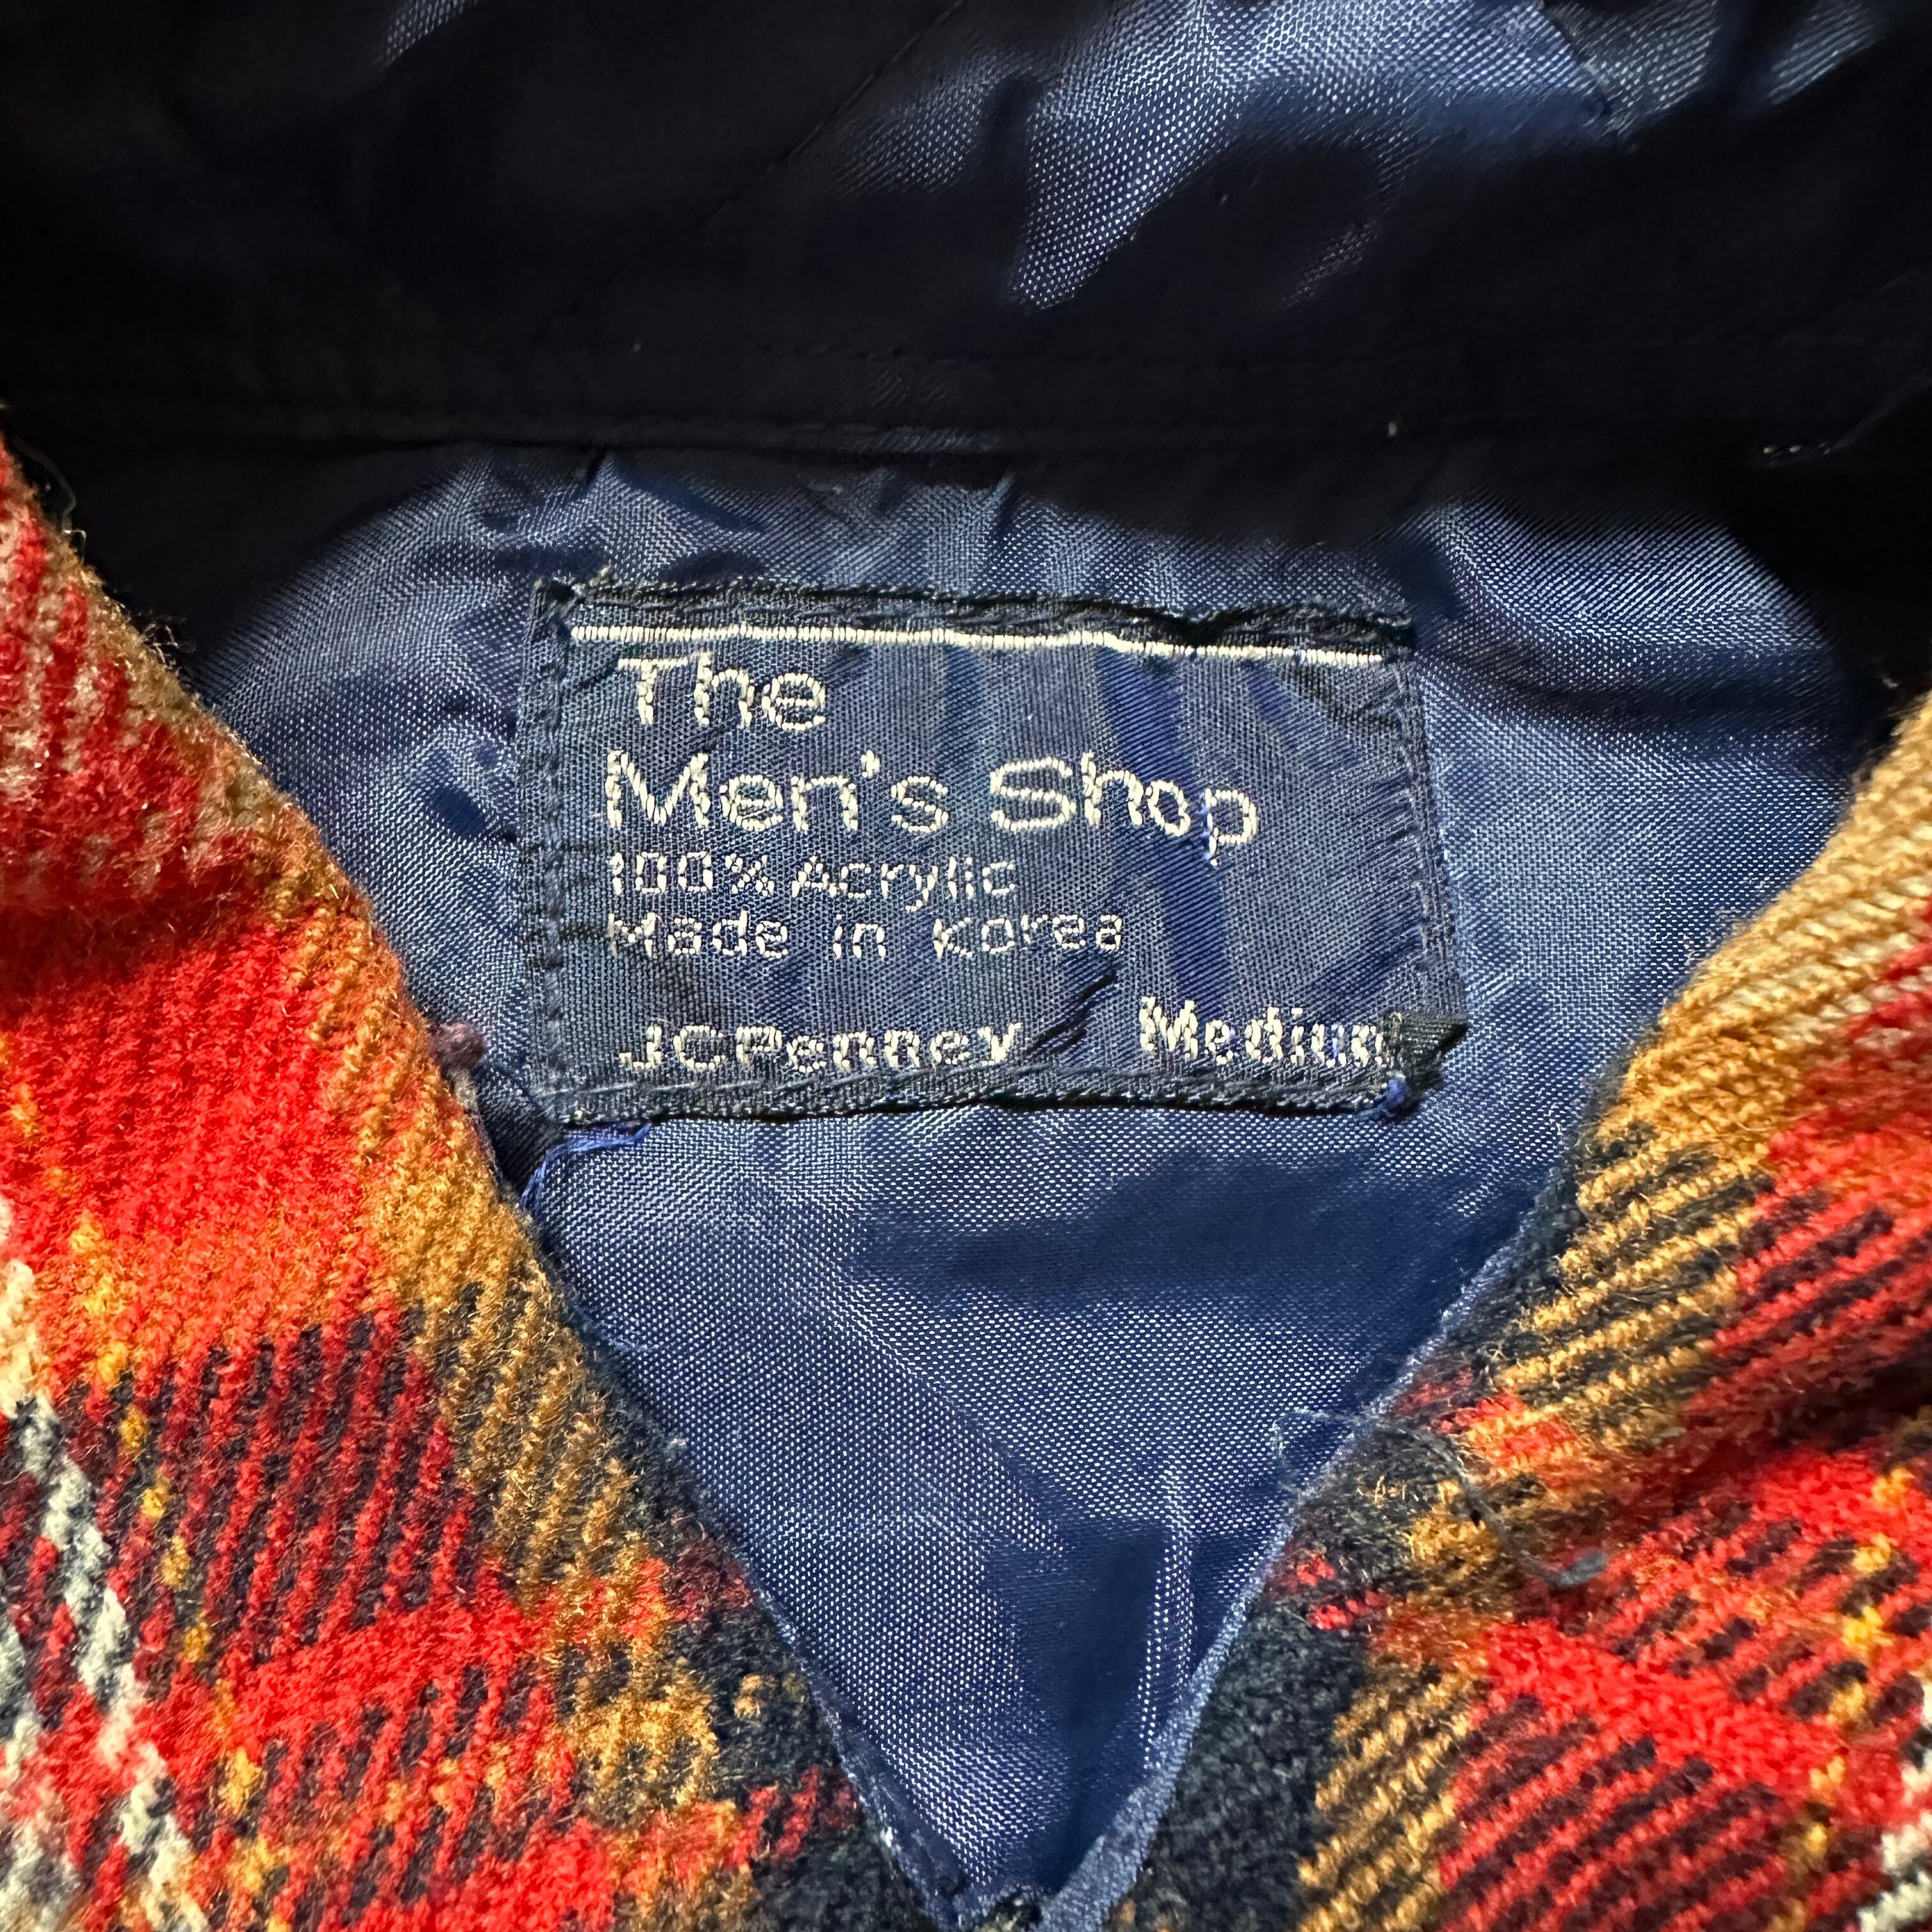 The
Men's Shop
100% Acrylic
Made in Korea
JCPenney Medium